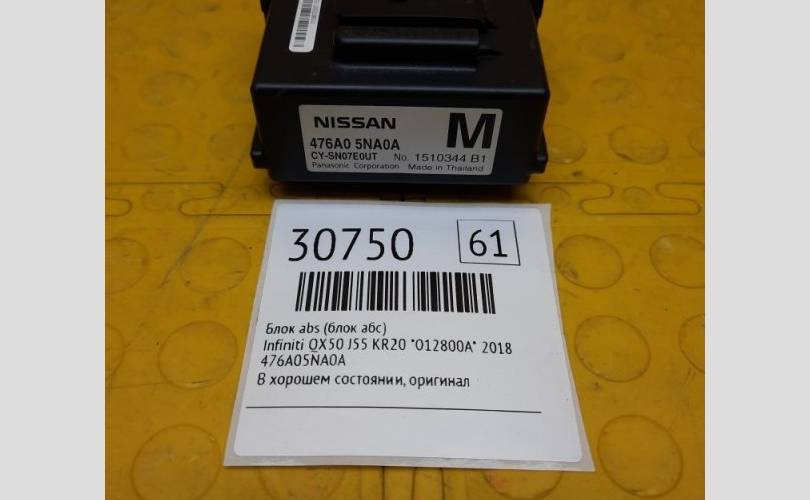 NISSAN M
476A0 5NA0A
CY-SN07E0UT No. 1510344 B1
Panasonic Corporation Made in Thailand
30750 61
Блок abs (блок абс)
Infiniti QX50 J55 KR20 "012800A" 2018
476A05NA0A
В хорошем состоянии, оригинал